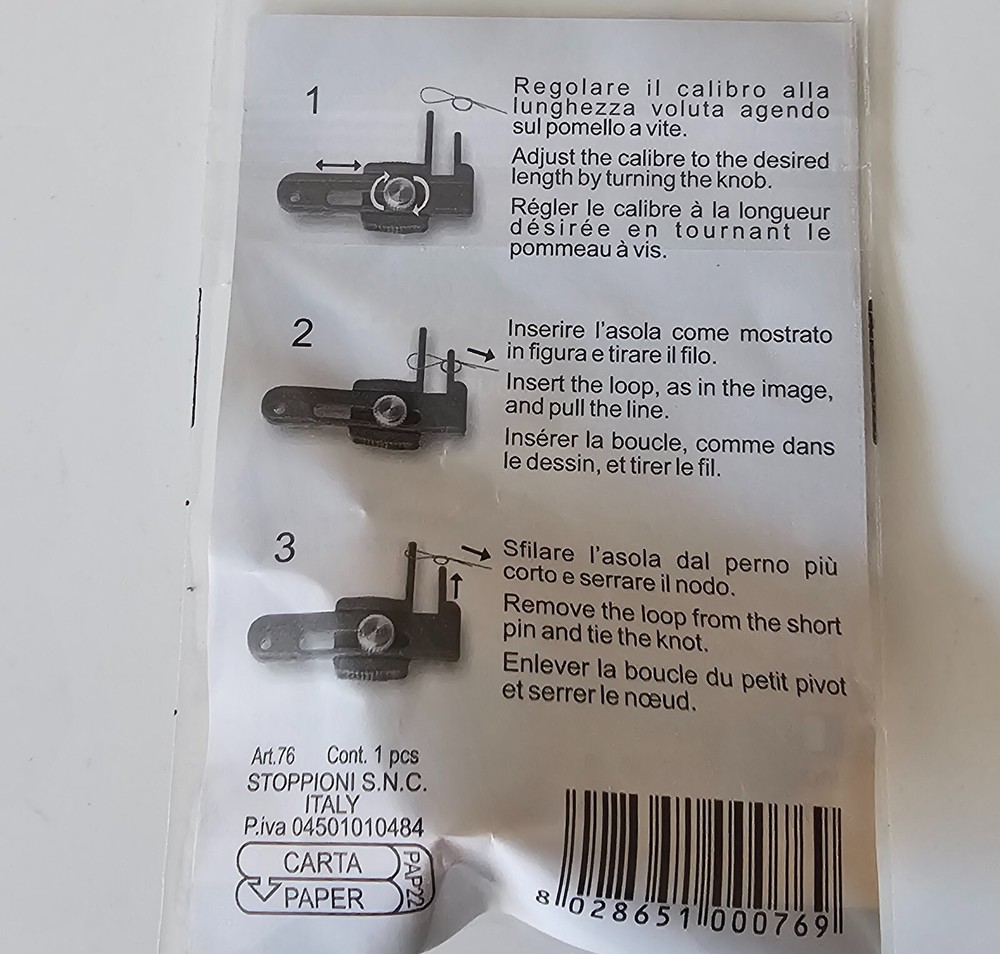 1
Regolare il calibro alla
lunghezza voluta agendo
sul pomello a vite.
Adjust the calibre to the desired
length by turning the knob.
Régler le calibre à la longueur
désirée en tournant le
pommeau à vis.
2
Inserire l'asola come mostrato
in figura e tirare il filo.
Insert the loop, as in the image,
and pull the line.
Insérer la boucle, comme dans
le dessin, et tirer le fil.
3
Sfilare l'asola dal perno più
corto e serrare il nodo.
Remove the loop from the short
pin and tie the knot.
Enlever la boucle du petit pivot
et serrer le nœud.
Art.76 Cont. 1 pcs
STOPPIONI S.N.C.
ITALY
P.iva 04501010484
CARTA
PAPER
PAP22
8 028651 000769